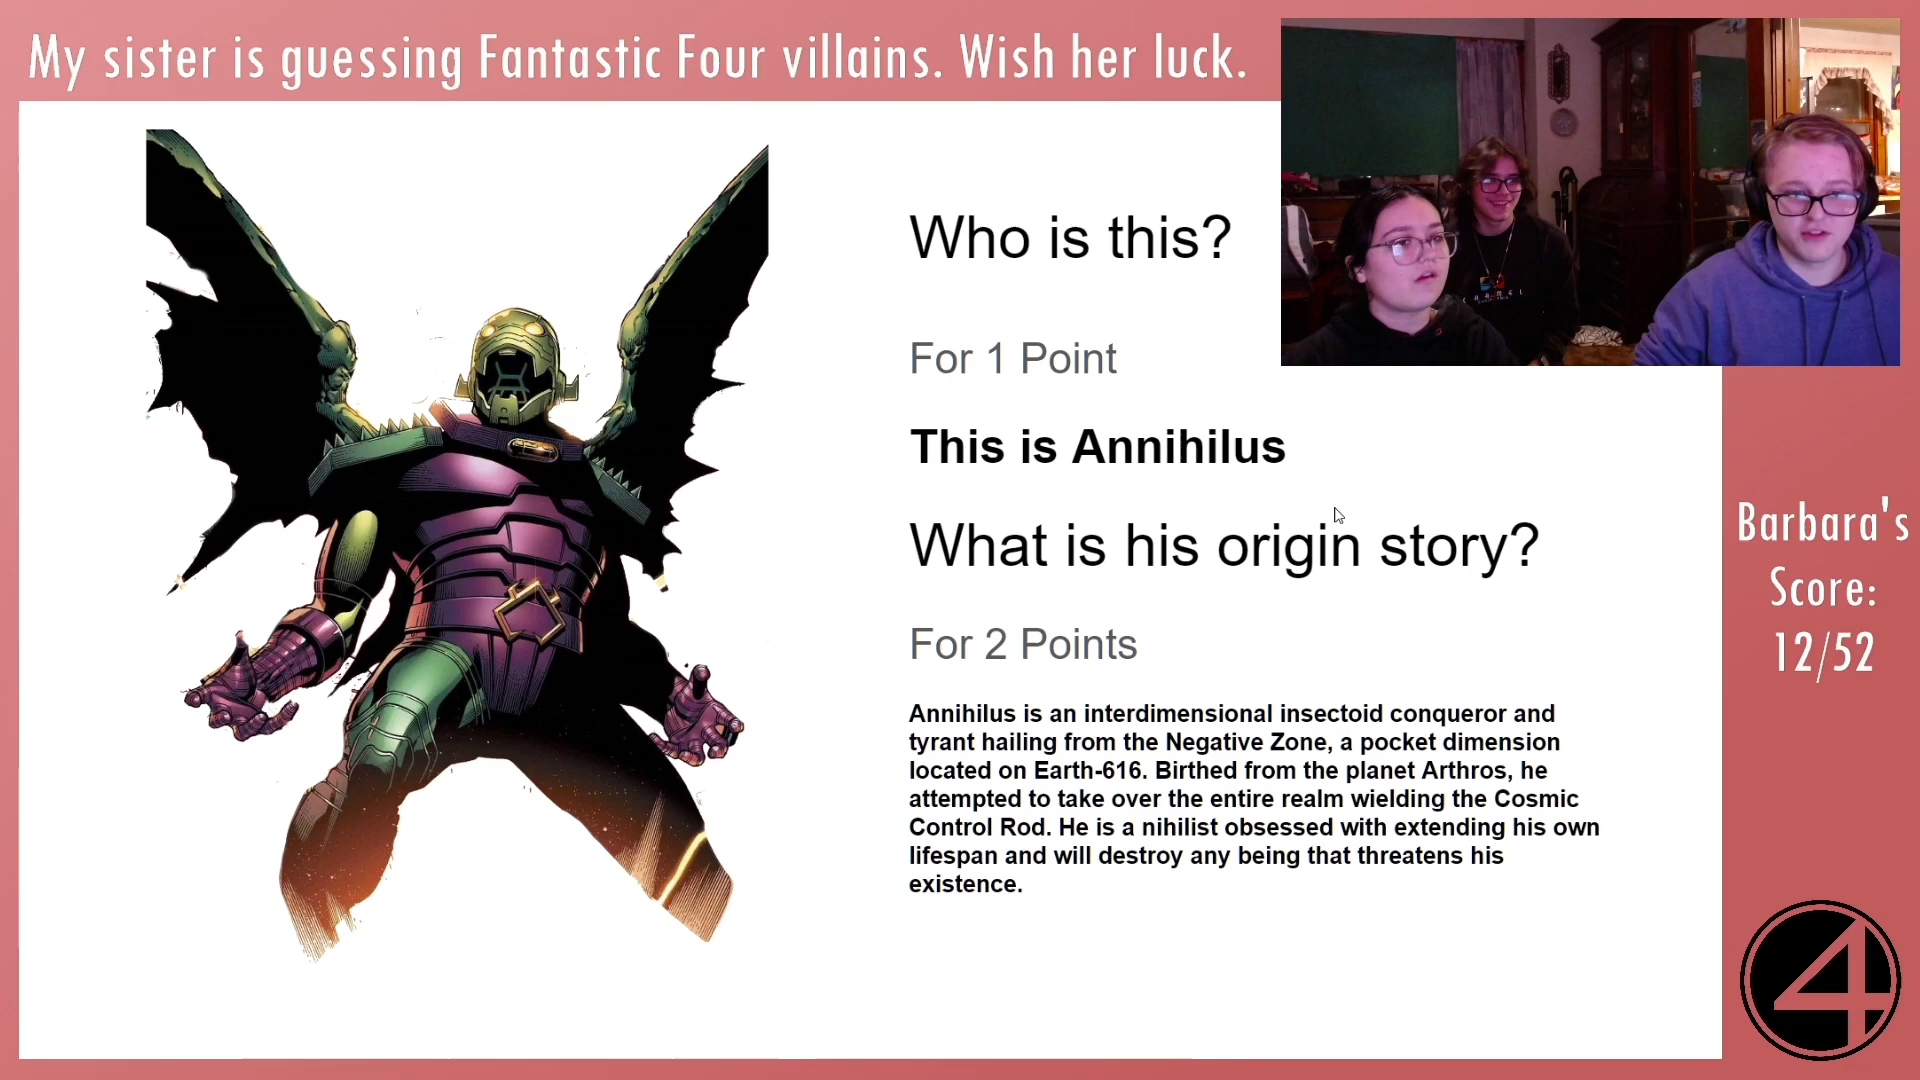 My sister is guessing Fantastic Four villains. Wish her luck.
Who is this?
For 1 Point
This is Annihilus
What is his origin story?
For 2 Points
Annihilus is an interdimensional insectoid conqueror and
tyrant hailing from the Negative Zone, a pocket dimension
located on Earth-616. Birthed from the planet Arthros, he
attempted to take over the entire realm wielding the Cosmic
Control Rod. He is a nihilist obsessed with extending his own
lifespan and will destroy any being that threatens his
existence.
Barbara's
Score:
12/52
4